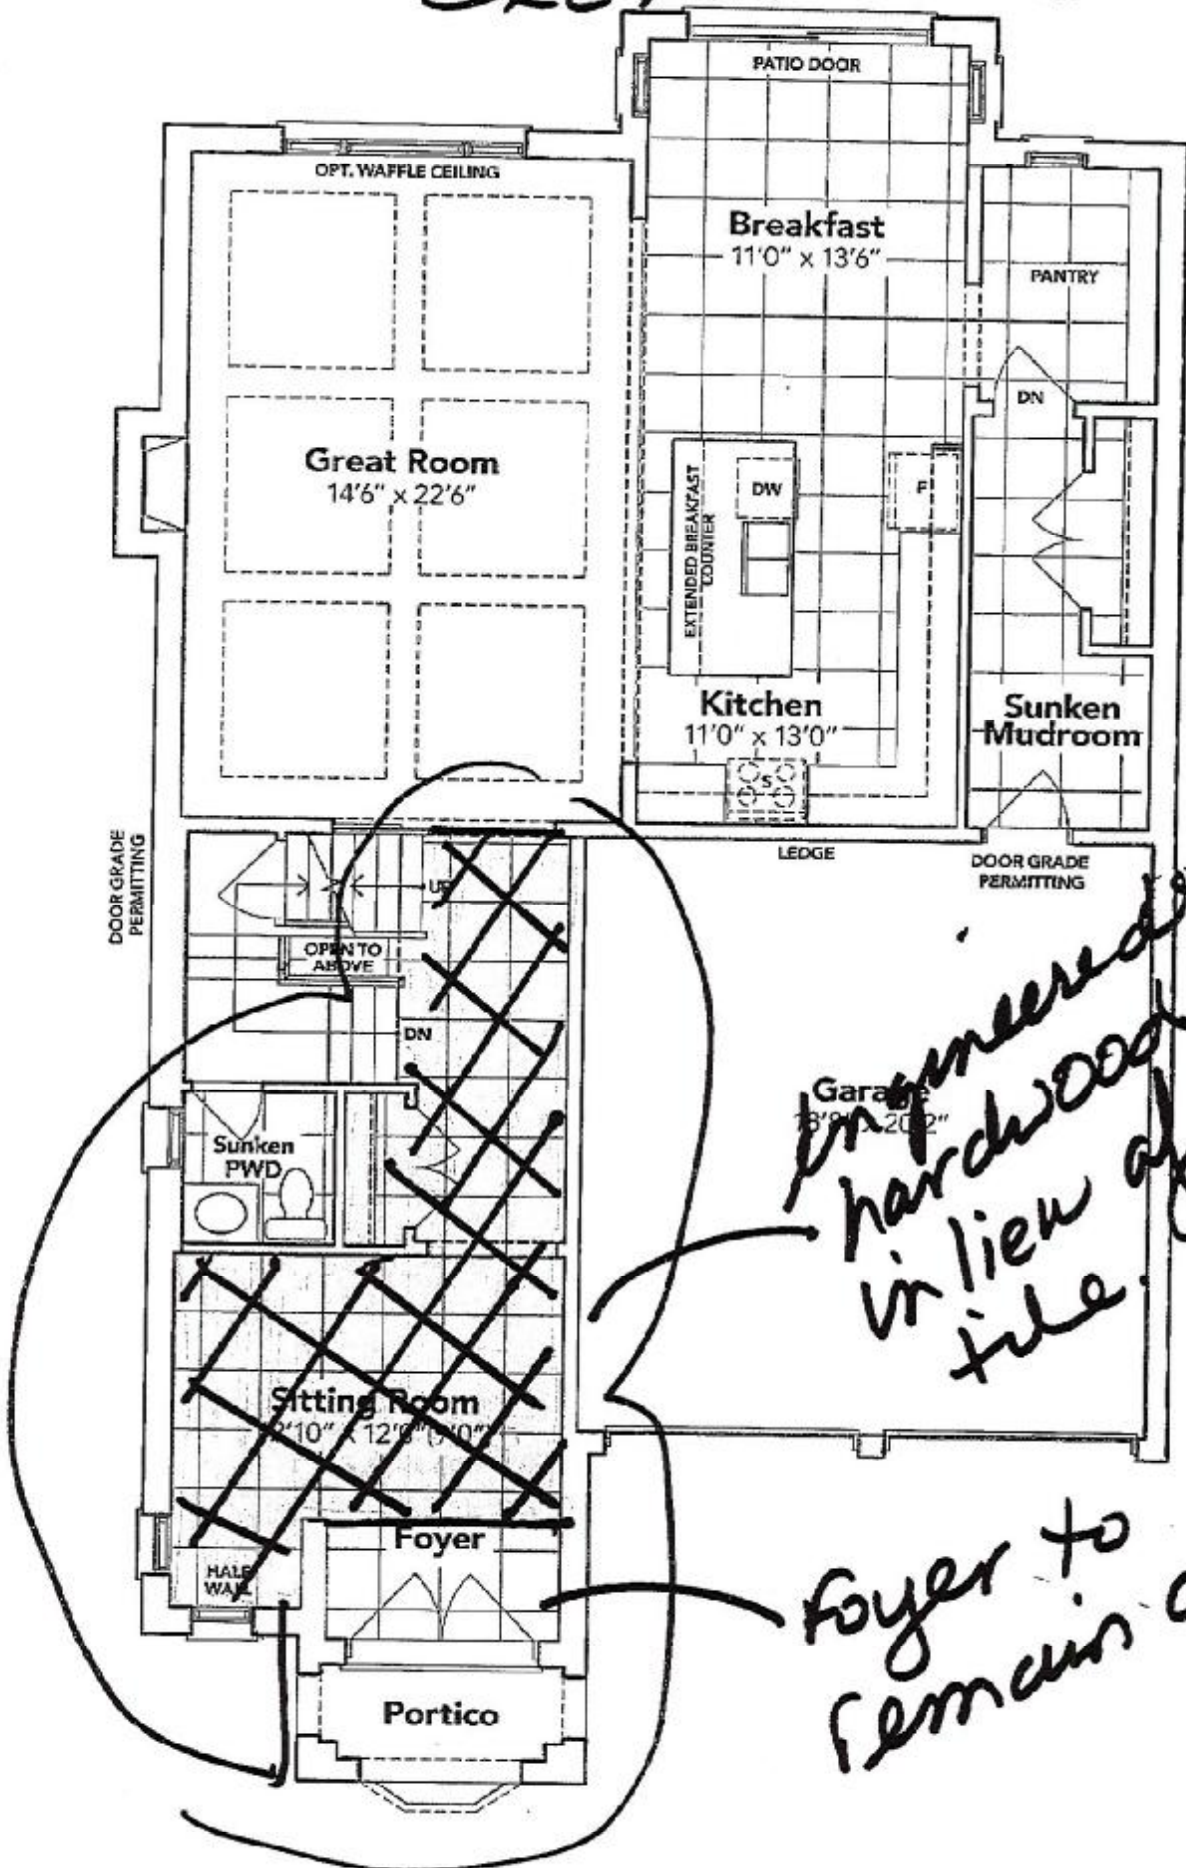 PATIO DOOR
OPT. WAFFLE CEILING
Breakfast
11'0" x 13'6"
PANTRY
DN
Great Room
14'6" x 22'6"
EXTENDED BREAKFAST
COUNTER
DW
F
Kitchen
11'0" x 13'0"
S
Sunken
Mudroom
DOOR GRADE
PERMITTING
LEDGE
DOOR GRADE
PERMITTING
UP
OPEN TO
ABOVE
DN
engineered
hardwood
in lieu of
tile.
Garage
Sunken
PWD
Sitting Room
Foyer
HALF
WALL
Foyer to
remain
Portico